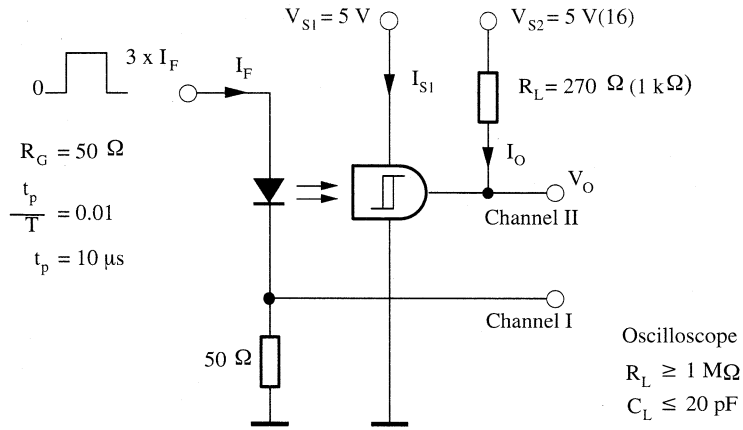 V_S1 = 5 V
V_S2 = 5 V(16)
3 x I_F
0
I_F
I_S1
R_L = 270 Ω (1 kΩ)
R_G = 50 Ω
I_O
V_O
t_p
T = 0.01
Channel II
t_p = 10 μs
Channel I
50 Ω
Oscilloscope
R_L ≥ 1 MΩ
C_L ≤ 20 pF